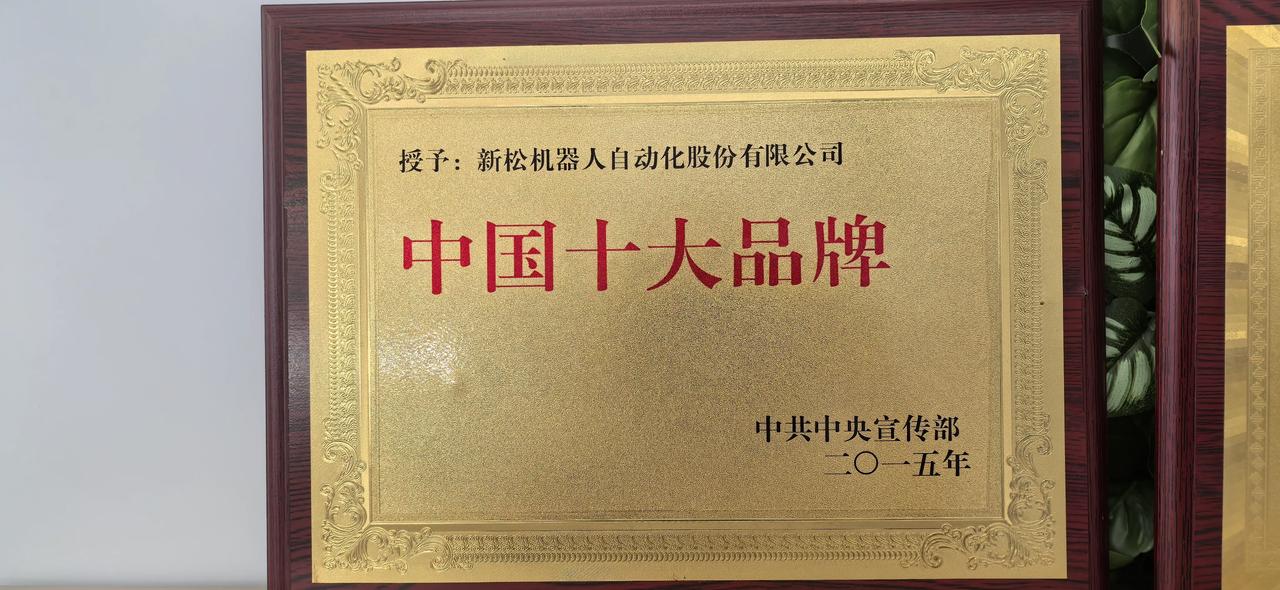 授予：新松机器人自动化股份有限公司
中国十大品牌
中共中央宣传部
二〇一五年